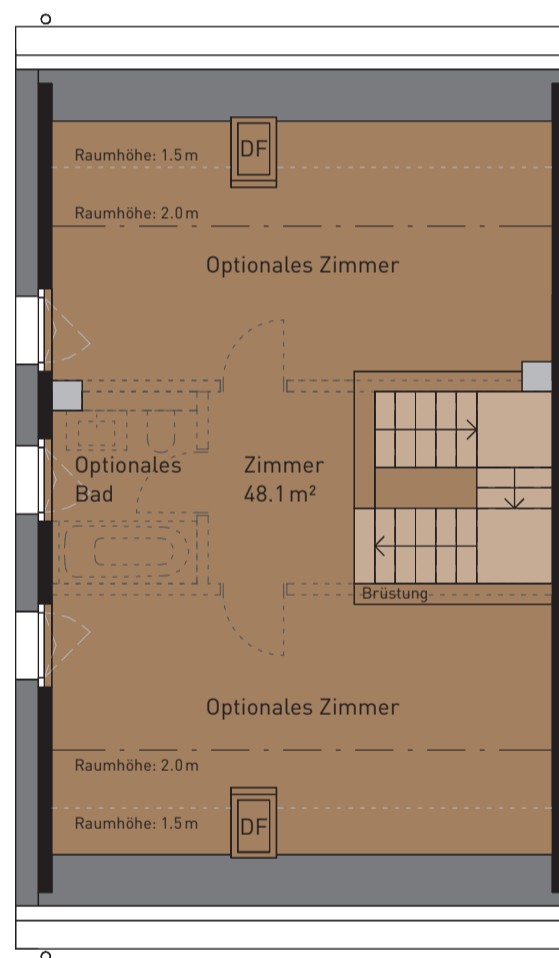 Raumhöhe: 1.5 m
DF
Raumhöhe: 2.0 m
Optionales Zimmer
Optionales
Bad
Zimmer
48.1 m²
Brüstung
Optionales Zimmer
Raumhöhe: 2.0 m
Raumhöhe: 1.5 m
DF